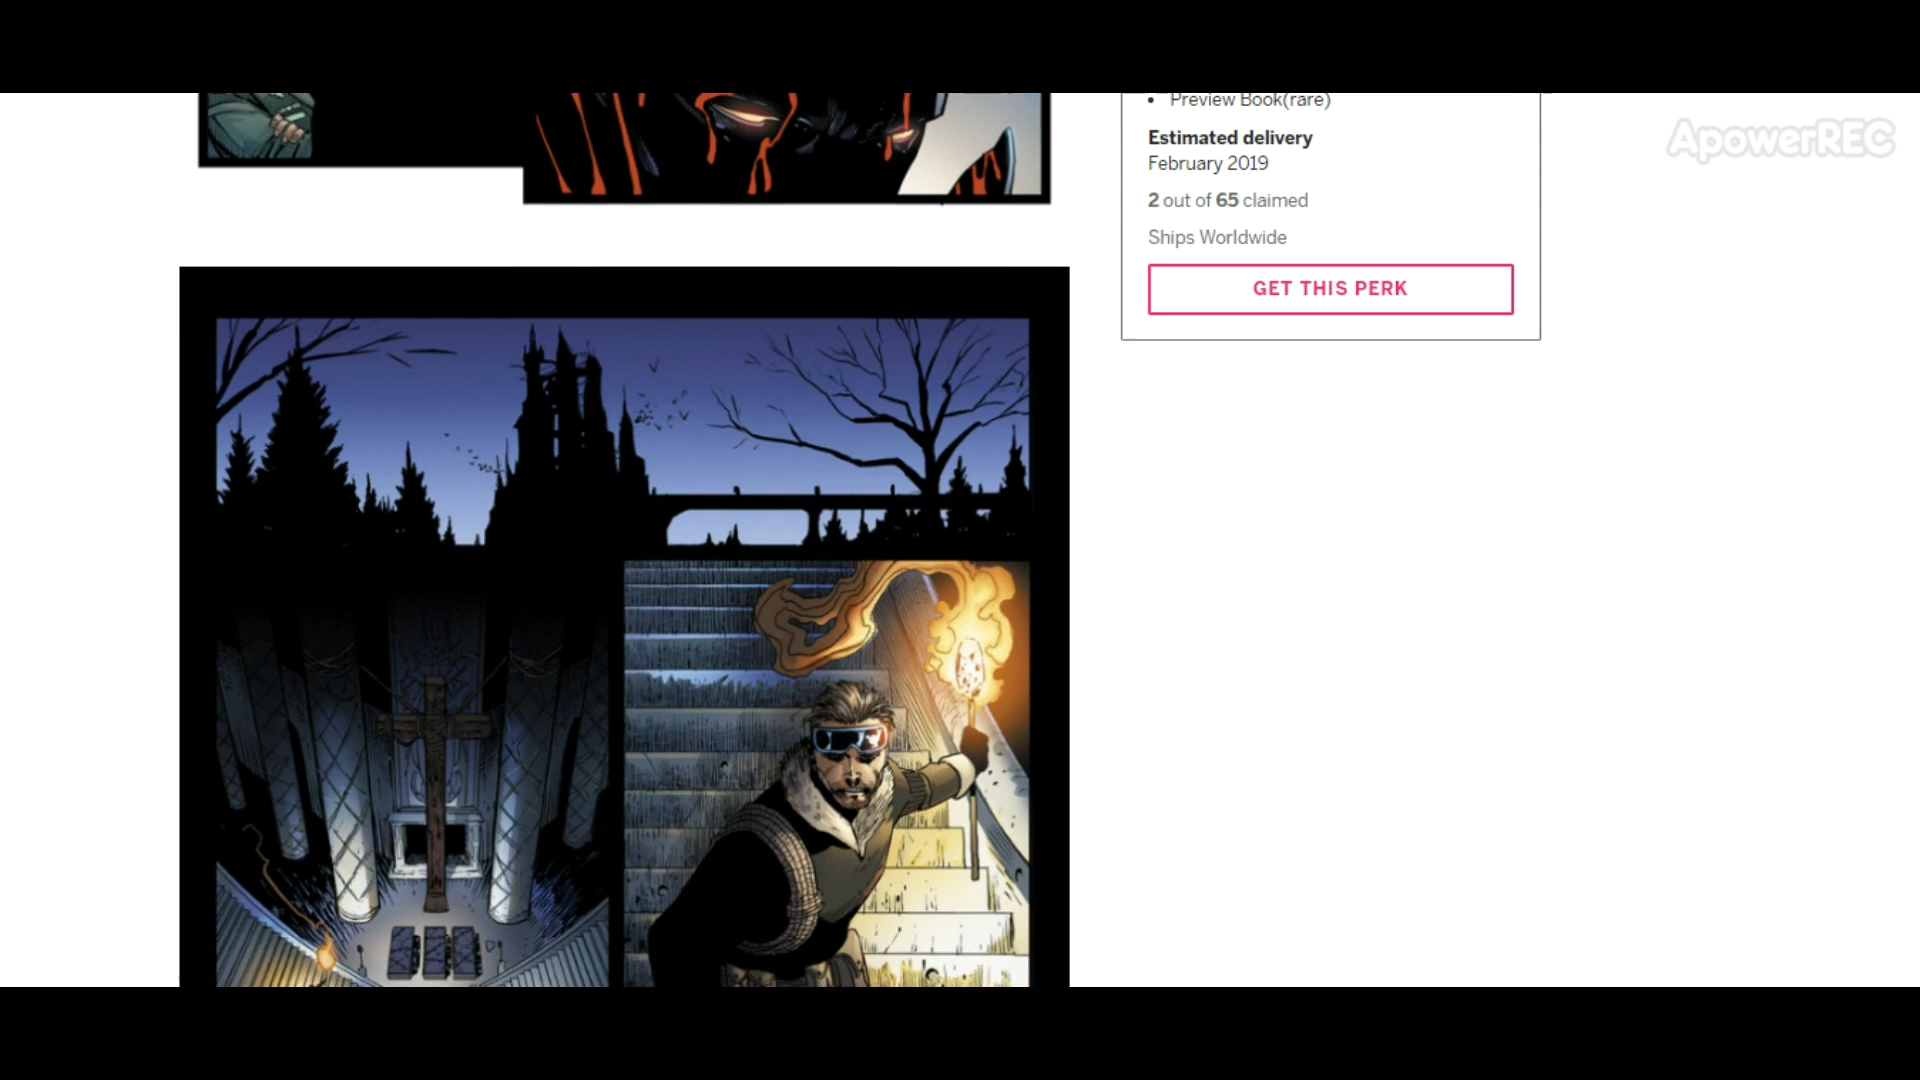 Preview Book(rare)
ApowerREC
Estimated delivery
February 2019
2 out of 65 claimed
Ships Worldwide
GET THIS PERK